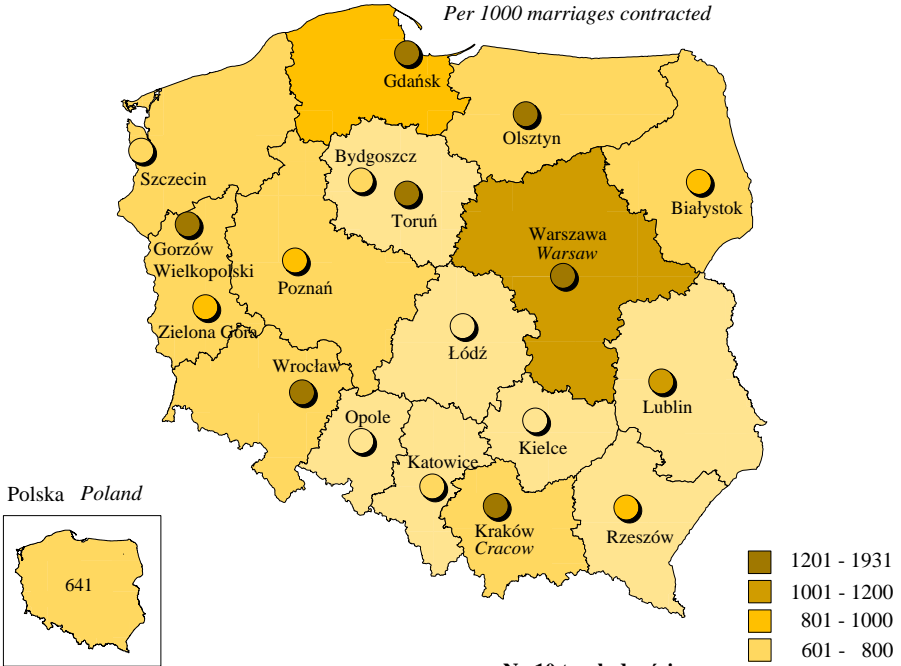 Per 1000 marriages contracted
Gdańsk
Olsztyn
Bydgoszcz
Szczecin
Toruń
Białystok
Gorzów
Wielkopolski
Warszawa
Warsaw
Poznań
Zielona Góra
Łódź
Wrocław
Lublin
Opole
Kielce
Katowice
Polska Poland
Kraków
Cracow
Rzeszów
641
1201 - 1931
1001 - 1200
801 - 1000
601 - 800